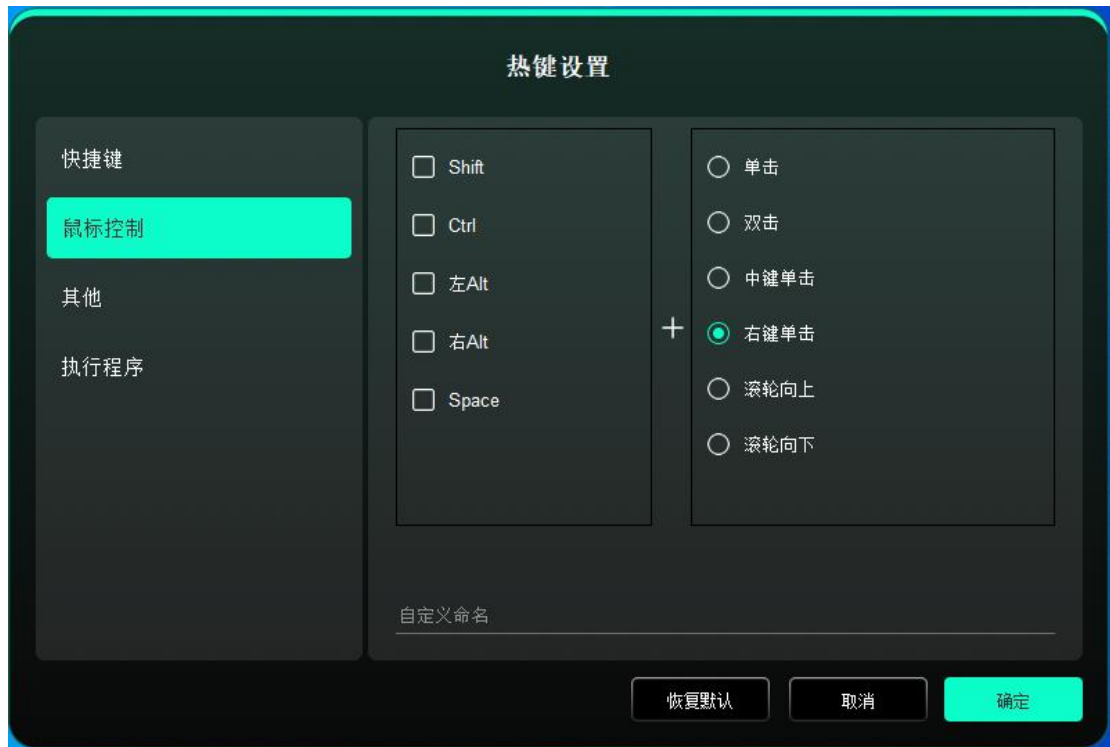 热键设置
快捷键
鼠标控制
其他
执行程序
Shift
Ctrl
左Alt
右Alt
Space
+
单击
双击
中键单击
右键单击
滚轮向上
滚轮向下
自定义命名
恢复默认
取消
确定